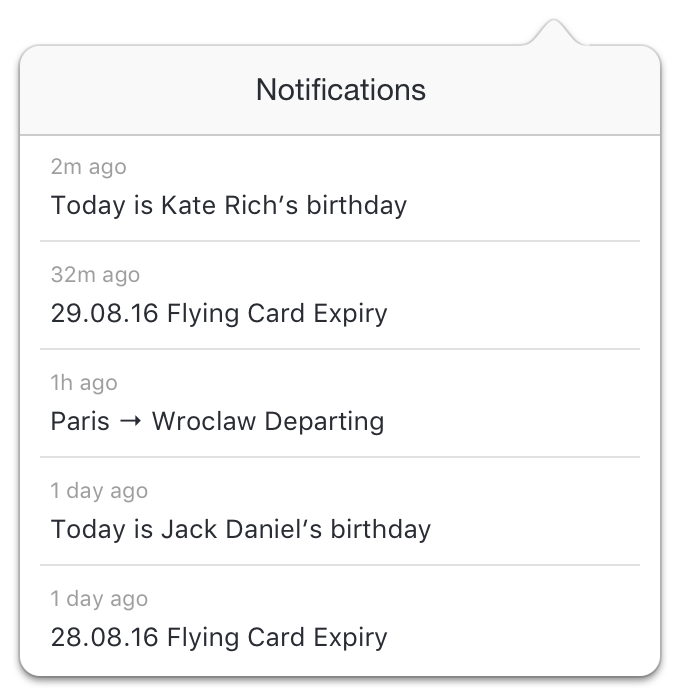 Notifications
2m ago
Today is Kate Rich’s birthday
32m ago
29.08.16 Flying Card Expiry
1h ago
Paris → Wroclaw Departing
1 day ago
Today is Jack Daniel’s birthday
1 day ago
28.08.16 Flying Card Expiry